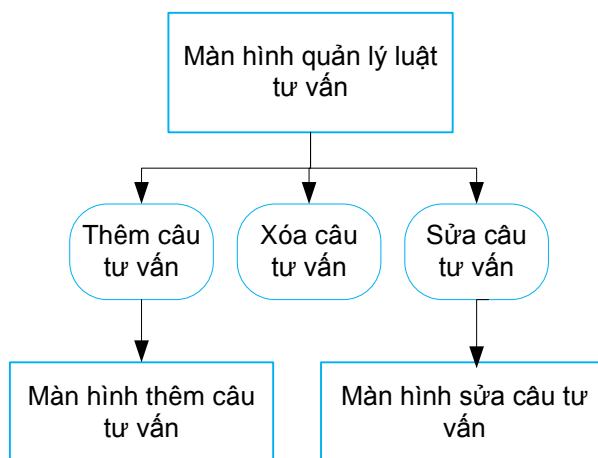 Màn hình quản lý luật
tư vấn
Thêm câu
tư vấn
Xóa câu
tư vấn
Sửa câu
tư vấn
Màn hình thêm câu
tư vấn
Màn hình sửa câu tư
vấn